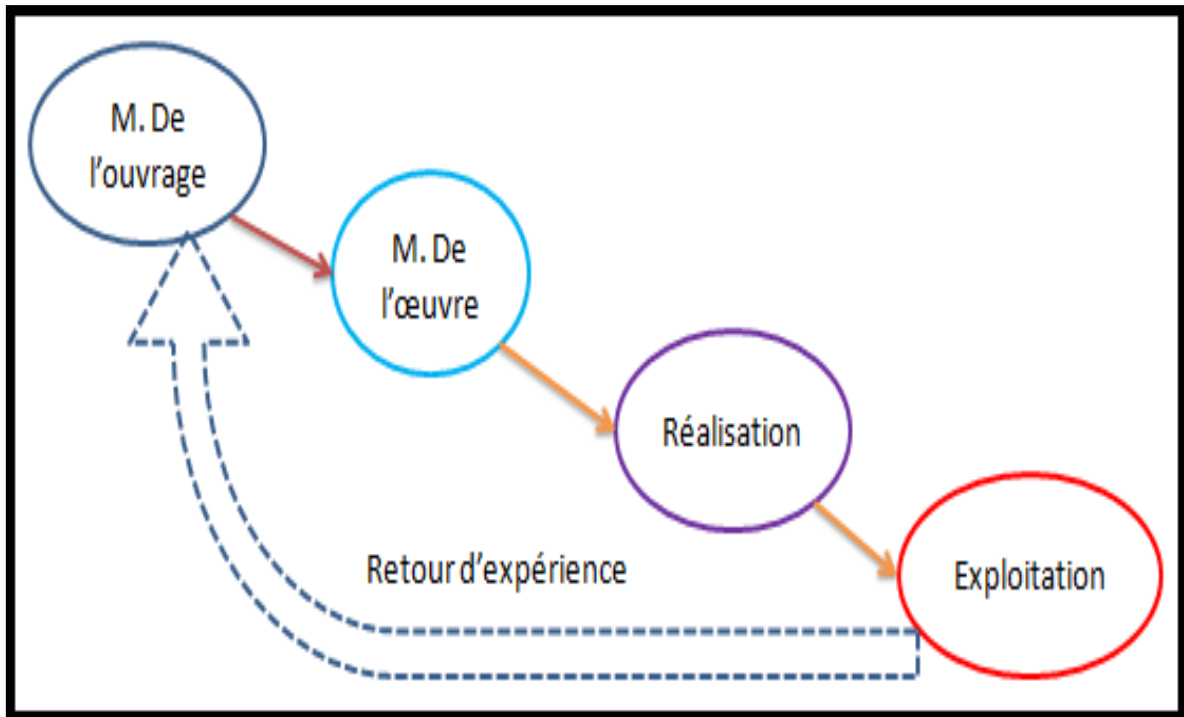 M. De
l'ouvrage
M. De
l'œuvre
Réalisation
Retour d'expérience
Exploitation